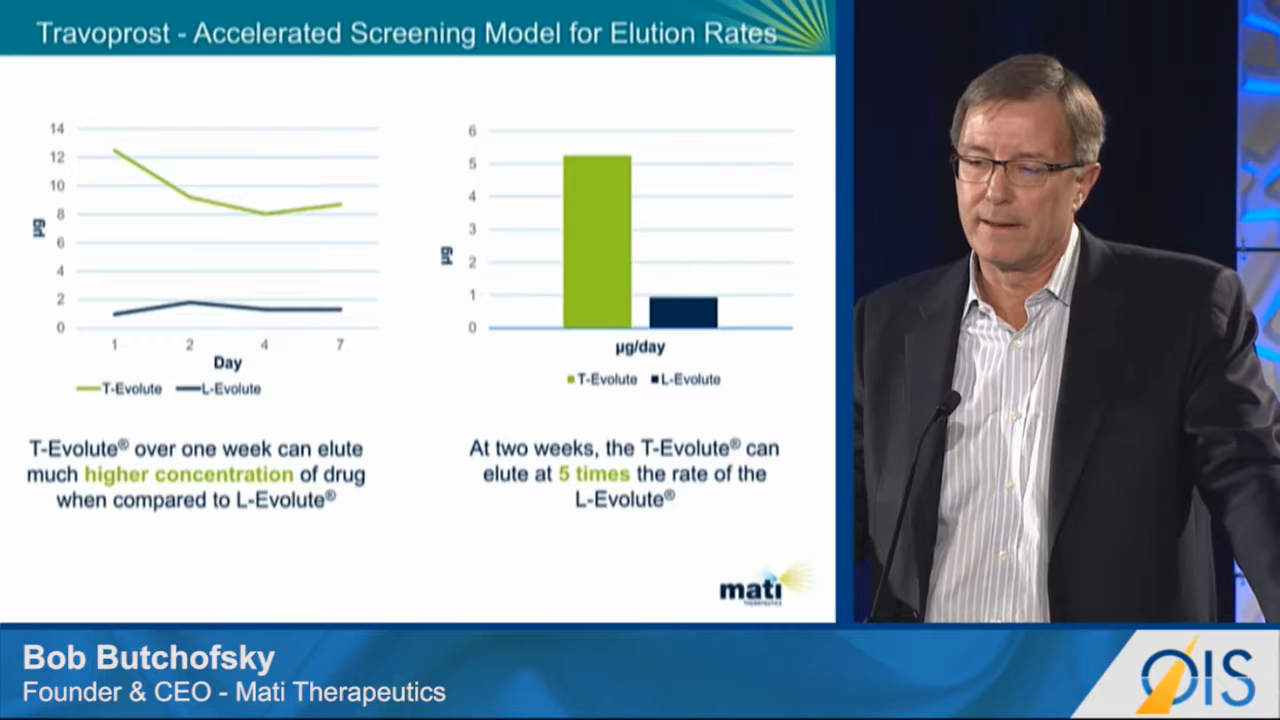 Travoprost - Accelerated Screening Model for Elution Rates
14
12
10
8
6
4
2
0
µg
1 2 4 7
Day
T-Evolute L-Evolute
T-Evolute® over one week can elute
much higher concentration of drug
when compared to L-Evolute®
6
5
4
3
2
1
0
µg
µg/day
T-Evolute L-Evolute
At two weeks, the T-Evolute® can
elute at 5 times the rate of the
L-Evolute®
mati
THERAPEUTICS
Bob Butchofsky
Founder & CEO - Mati Therapeutics
OIS